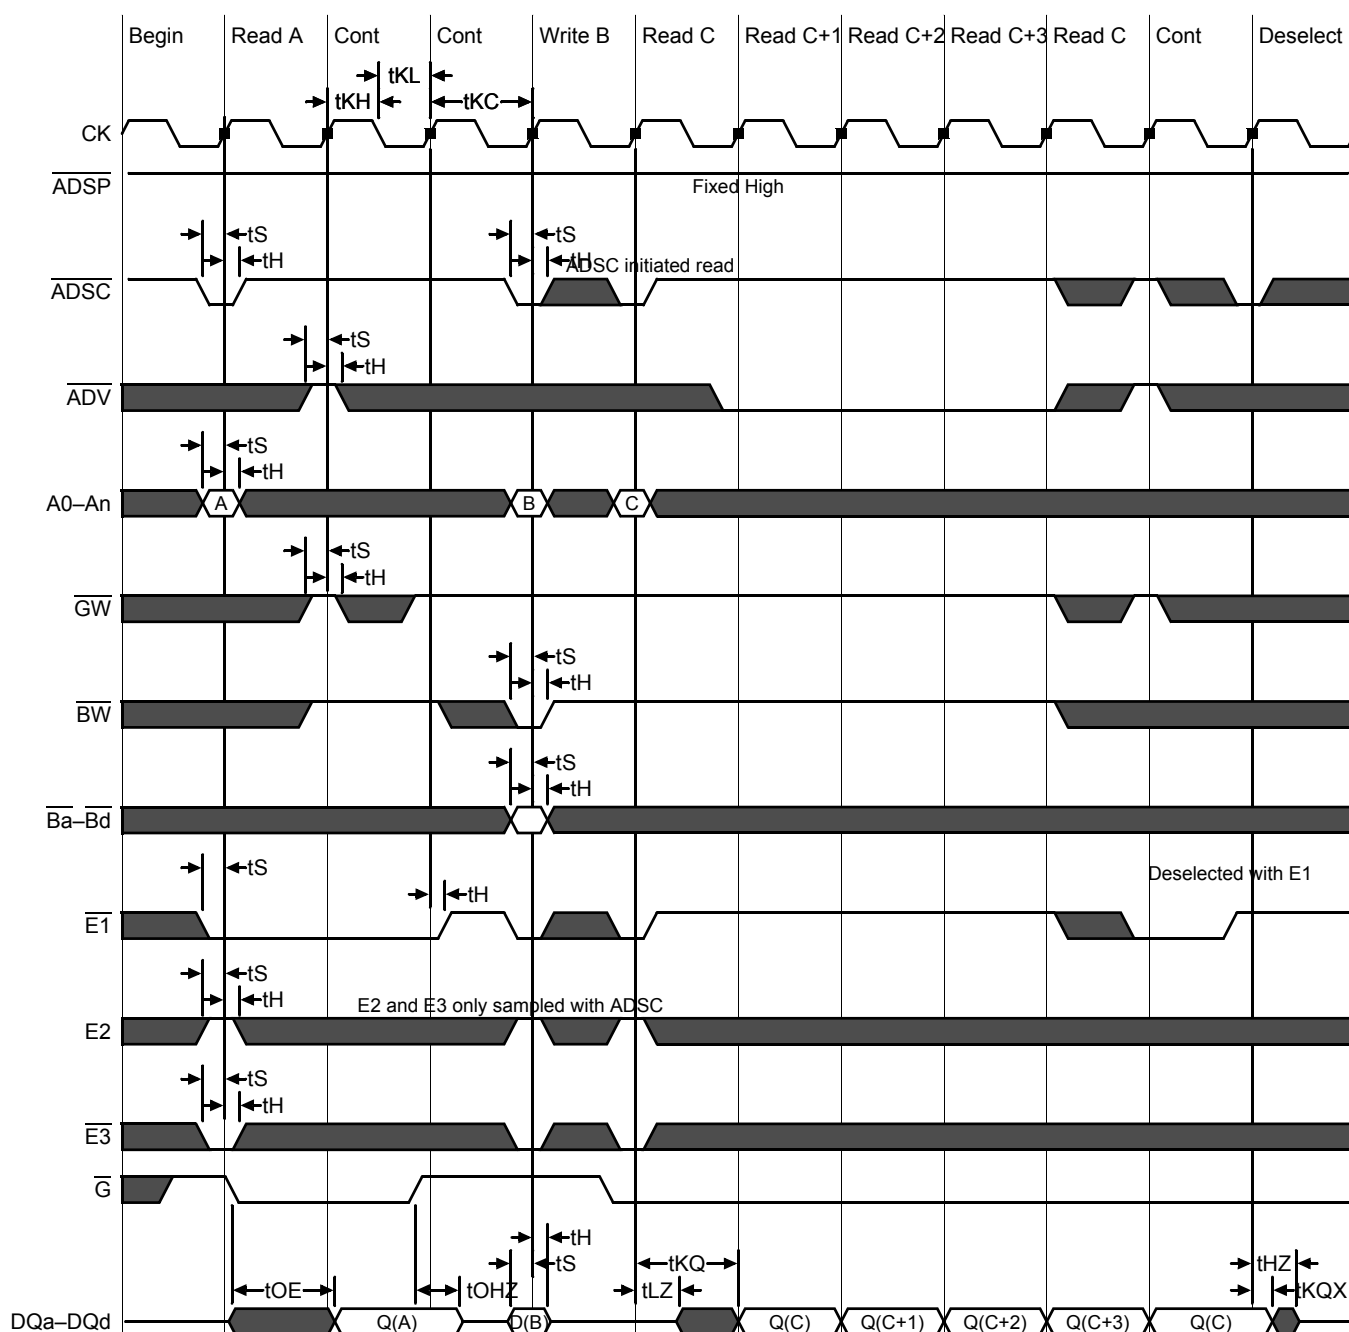 Begin Read A Cont Cont Write B Read C Read C+1 Read C+2 Read C+3 Read C Cont Deselect
tKL
tKH tKC
CK
ADSP
Fixed High
tS tS
tH tH
ADSC initiated read
ADSC
tS
tH
ADV
tS
tH
A0–An A B C
tS
tH
GW
tS
tH
BW
tS
tH
Ba–Bd
tS
Deselected with E1
tH
E1
tS
tH
E2 and E3 only sampled with ADSC
E2
tS
tH
E3
G
tH
tS tKQ tHZ
tOE tOHZ tLZ tKQX
DQa–DQd Q(A) D(B) Q(C) Q(C+1) Q(C+2) Q(C+3) Q(C)